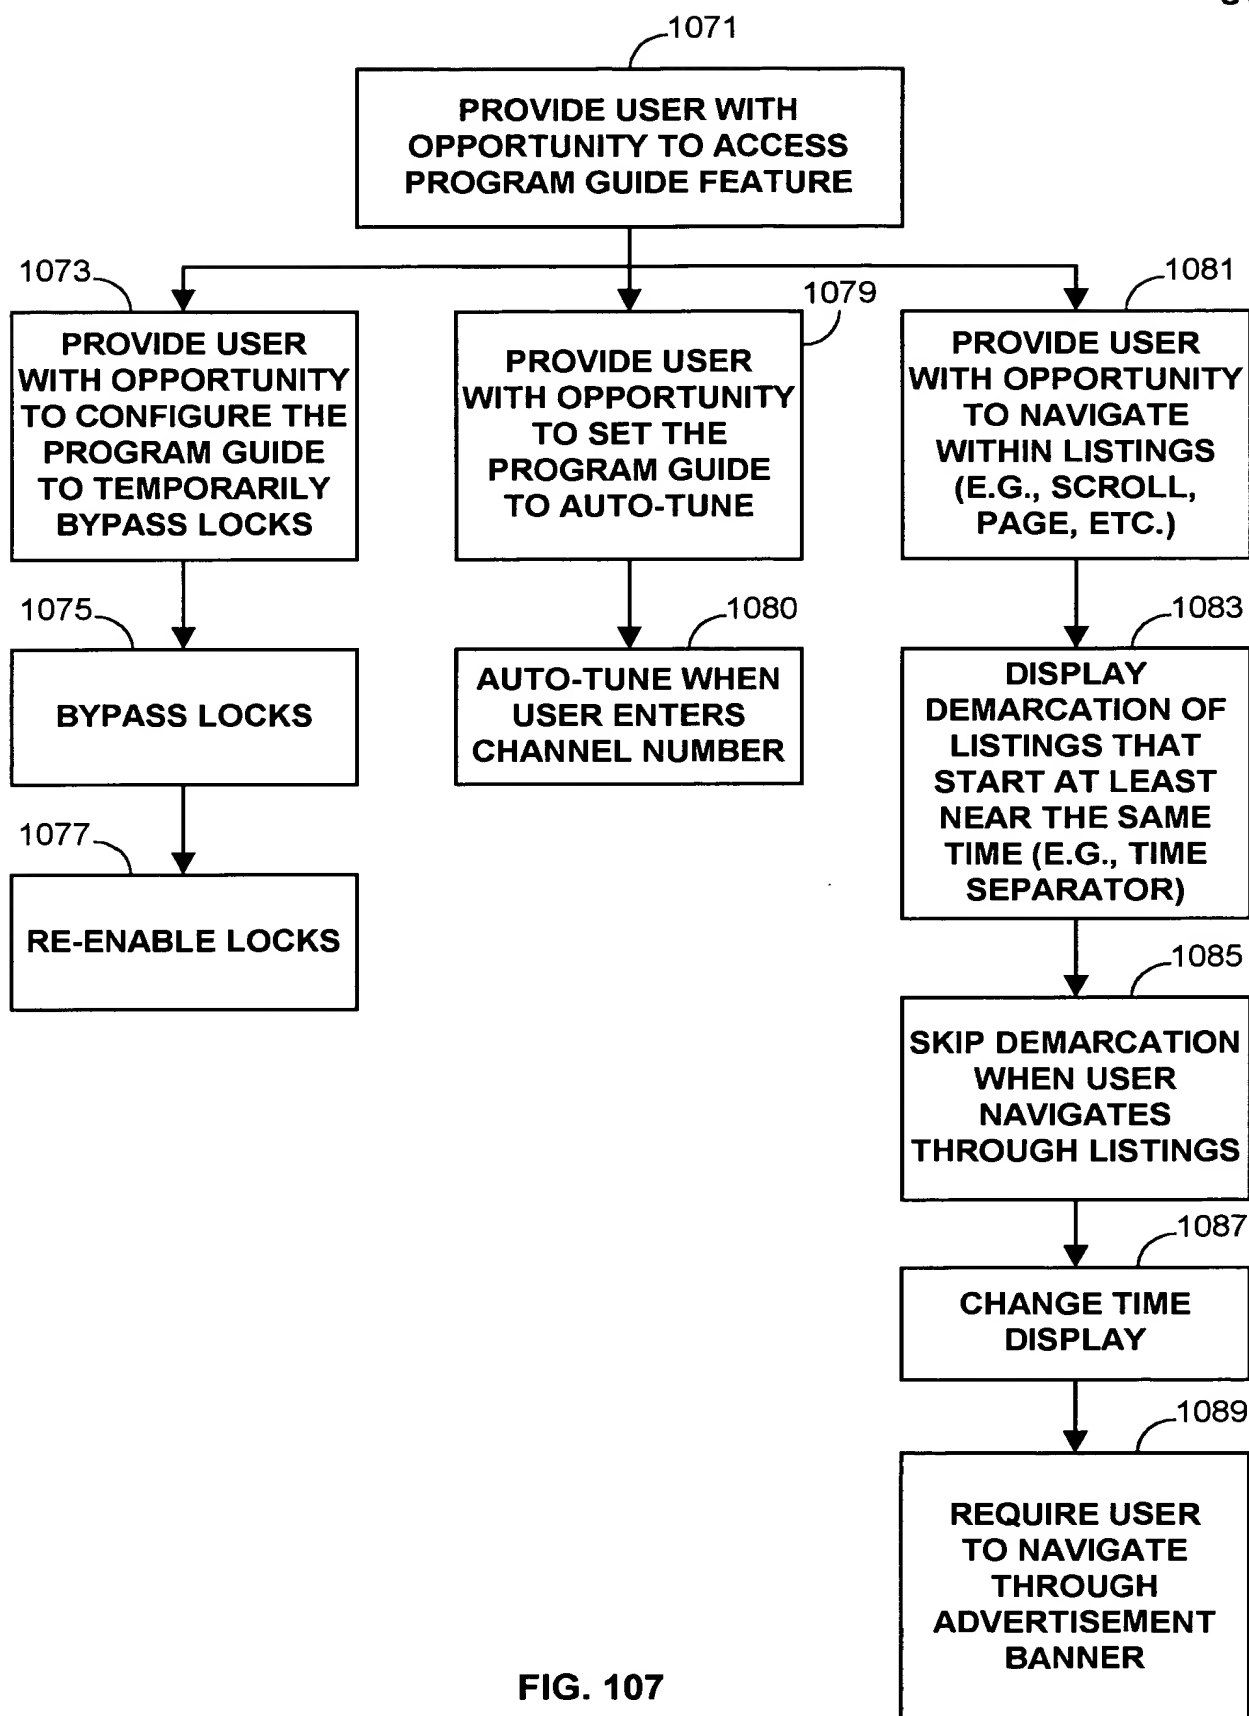 1071
PROVIDE USER WITH
OPPORTUNITY TO ACCESS
PROGRAM GUIDE FEATURE
1073
PROVIDE USER
WITH OPPORTUNITY
TO CONFIGURE THE
PROGRAM GUIDE
TO TEMPORARILY
BYPASS LOCKS
1075
BYPASS LOCKS
1077
RE-ENABLE LOCKS
1079
PROVIDE USER
WITH OPPORTUNITY
TO SET THE
PROGRAM GUIDE
TO AUTO-TUNE
1080
AUTO-TUNE WHEN
USER ENTERS
CHANNEL NUMBER
1081
PROVIDE USER
WITH OPPORTUNITY
TO NAVIGATE
WITHIN LISTINGS
(E.G., SCROLL,
PAGE, ETC.)
1083
DISPLAY
DEMARCATION OF
LISTINGS THAT
START AT LEAST
NEAR THE SAME
TIME (E.G., TIME
SEPARATOR)
1085
SKIP DEMARCATION
WHEN USER
NAVIGATES
THROUGH LISTINGS
1087
CHANGE TIME
DISPLAY
1089
REQUIRE USER
TO NAVIGATE
THROUGH
ADVERTISEMENT
BANNER
FIG. 107